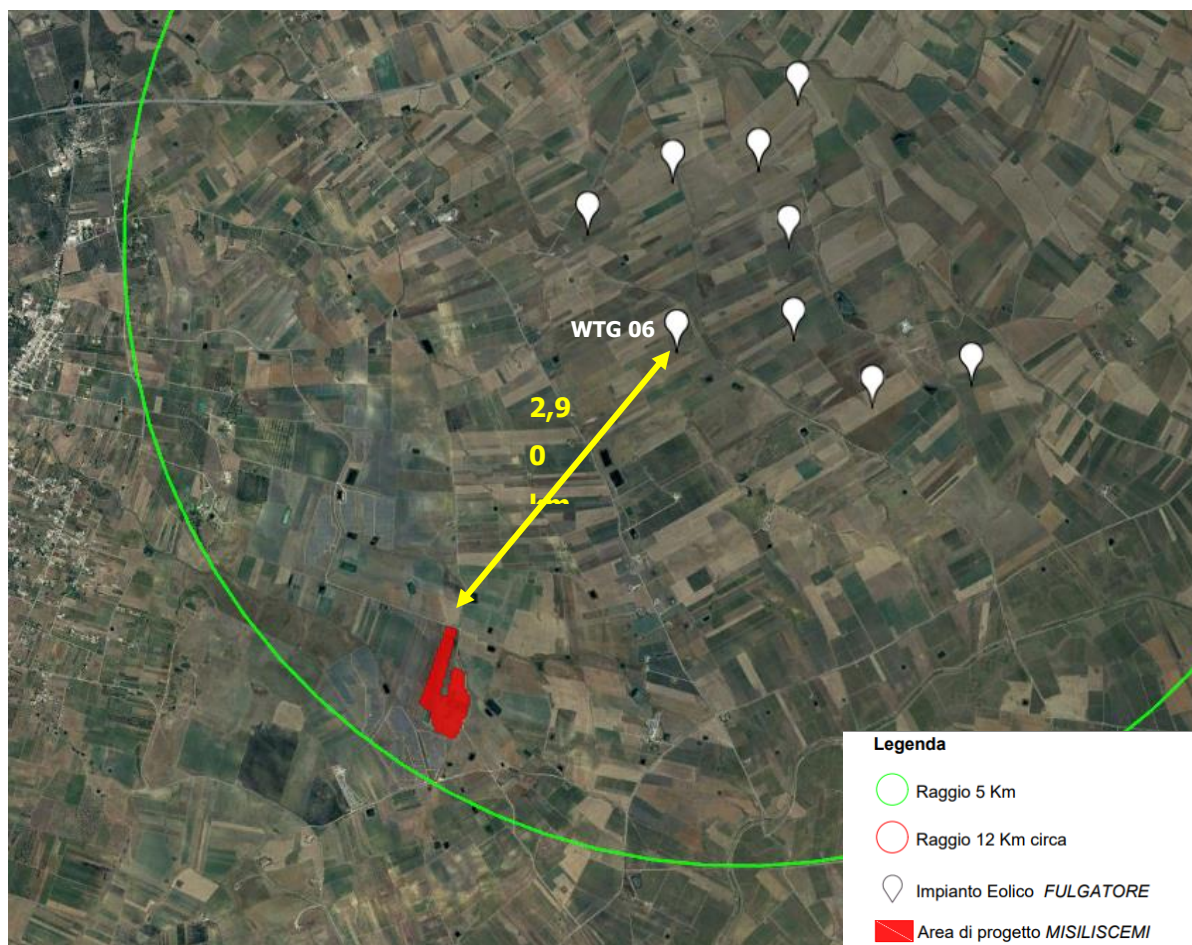 WTG 06
2,9
0
km
Legenda
Raggio 5 Km
Raggio 12 Km circa
Impianto Eolico FULGATORE
Area di progetto MISILISCEMI